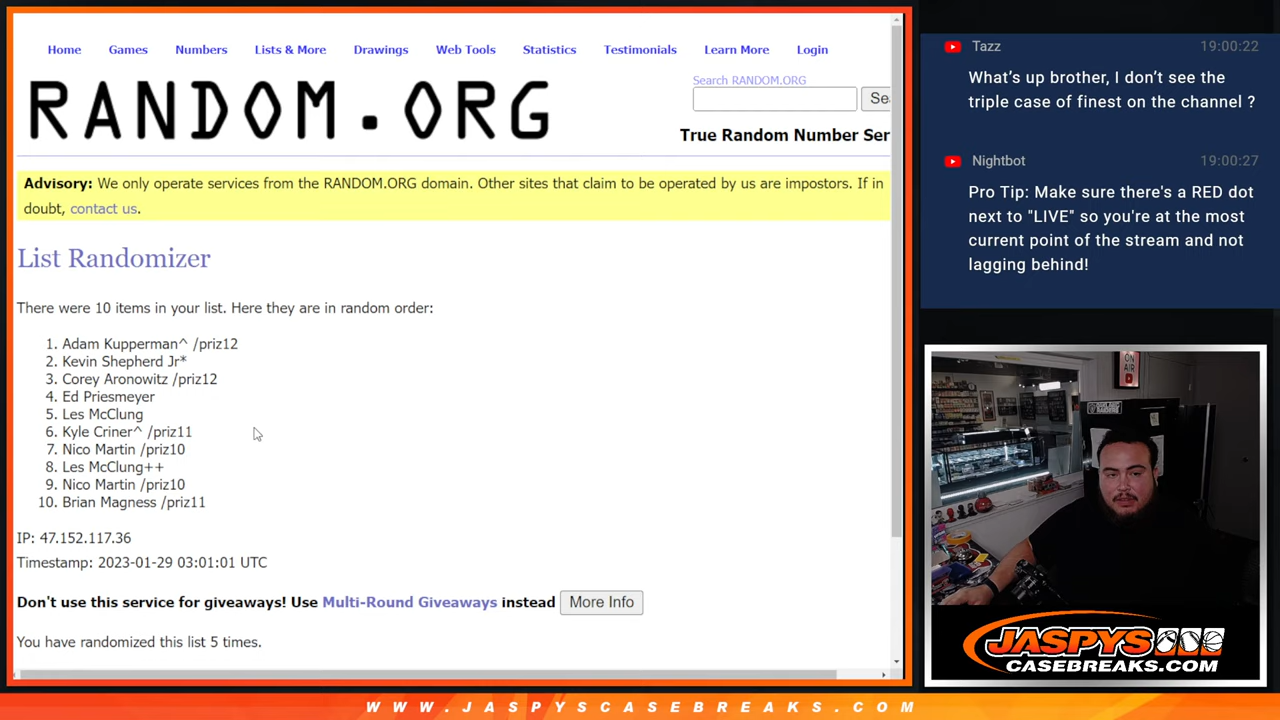 Home Games Numbers Lists & More Drawings Web Tools Statistics Testimonials Learn More Login
RANDOM.ORG
Search RANDOM.ORG
Se
True Random Number Ser
Advisory: We only operate services from the RANDOM.ORG domain. Other sites that claim to be operated by us are impostors. If in
doubt, contact us.
List Randomizer
There were 10 items in your list. Here they are in random order:
1. Adam Kupperman^ /priz12
2. Kevin Shepherd Jr*
3. Corey Aronowitz /priz12
4. Ed Priesmeyer
5. Les McClung
6. Kyle Criner^ /priz11
7. Nico Martin /priz10
8. Les McClung++
9. Nico Martin /priz10
10. Brian Magness /priz11
IP: 47.152.117.36
Timestamp: 2023-01-29 03:01:01 UTC
Don't use this service for giveaways! Use Multi-Round Giveaways instead More Info
You have randomized this list 5 times.
Tazz 19:00:22
What’s up brother, I don’t see the
triple case of finest on the channel ?
Nightbot 19:00:27
Pro Tip: Make sure there's a RED dot
next to "LIVE" so you're at the most
current point of the stream and not
lagging behind!
ON
AIR
JASPYS
CASEBREAKS.COM
WWW.JASPYSCASEBREAKS.COM